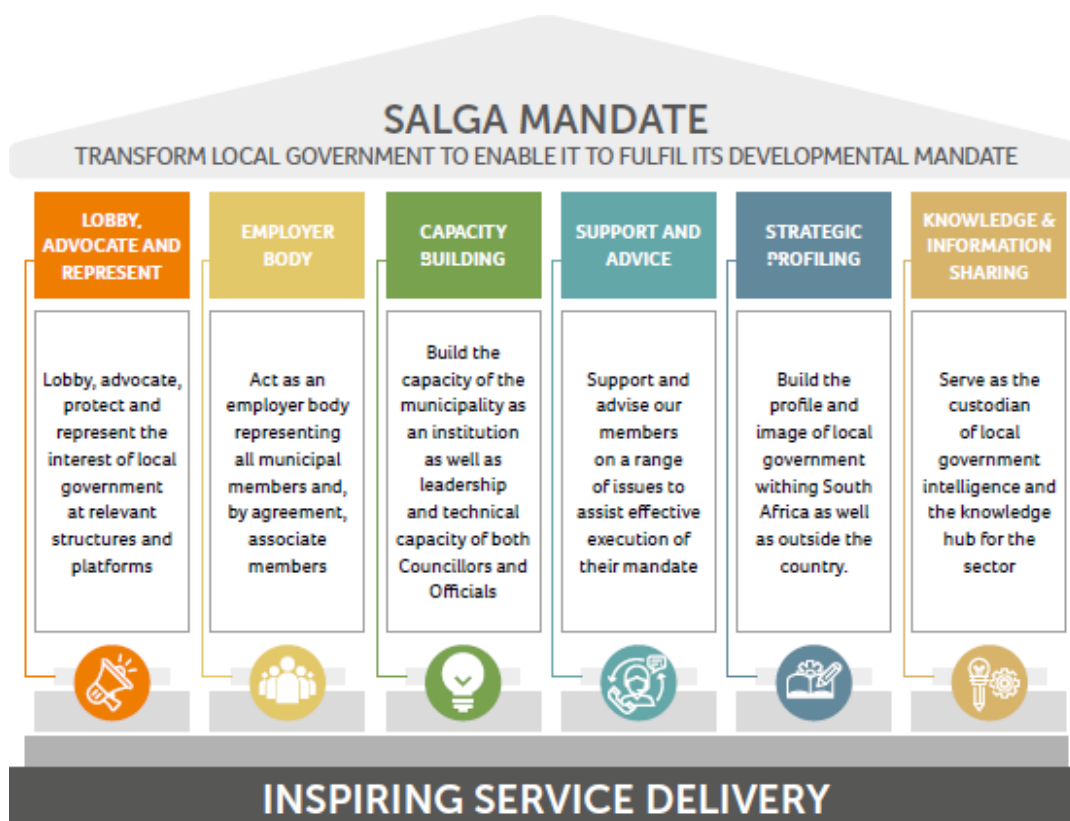 SALGA MANDATE
TRANSFORM LOCAL GOVERNMENT TO ENABLE IT TO FULFIL ITS DEVELOPMENTAL MANDATE
LOBBY,
ADVOCATE AND
REPRESENT
Lobby, advocate,
protect and
represent the
interest of local
government
at relevant
structures and
platforms
EMPLOYER
BODY
Act as an
employer body
representing
all municipal
members and,
by agreement,
associate
members
CAPACITY
BUILDING
Build the
capacity of the
municipality as
an institution
as well as
leadership
and technical
capacity of both
Councillors and
Officials
SUPPORT AND
ADVICE
Support and
advise our
members
on a range
of issues to
assist effective
execution of
their mandate
STRATEGIC
PROFILING
Build the
profile and
image of local
government
withing South
Africa as well
as outside the
country.
KNOWLEDGE &
INFORMATION
SHARING
Serve as the
custodian
of local
government
intelligence and
the knowledge
hub for the
sector
INSPIRING SERVICE DELIVERY